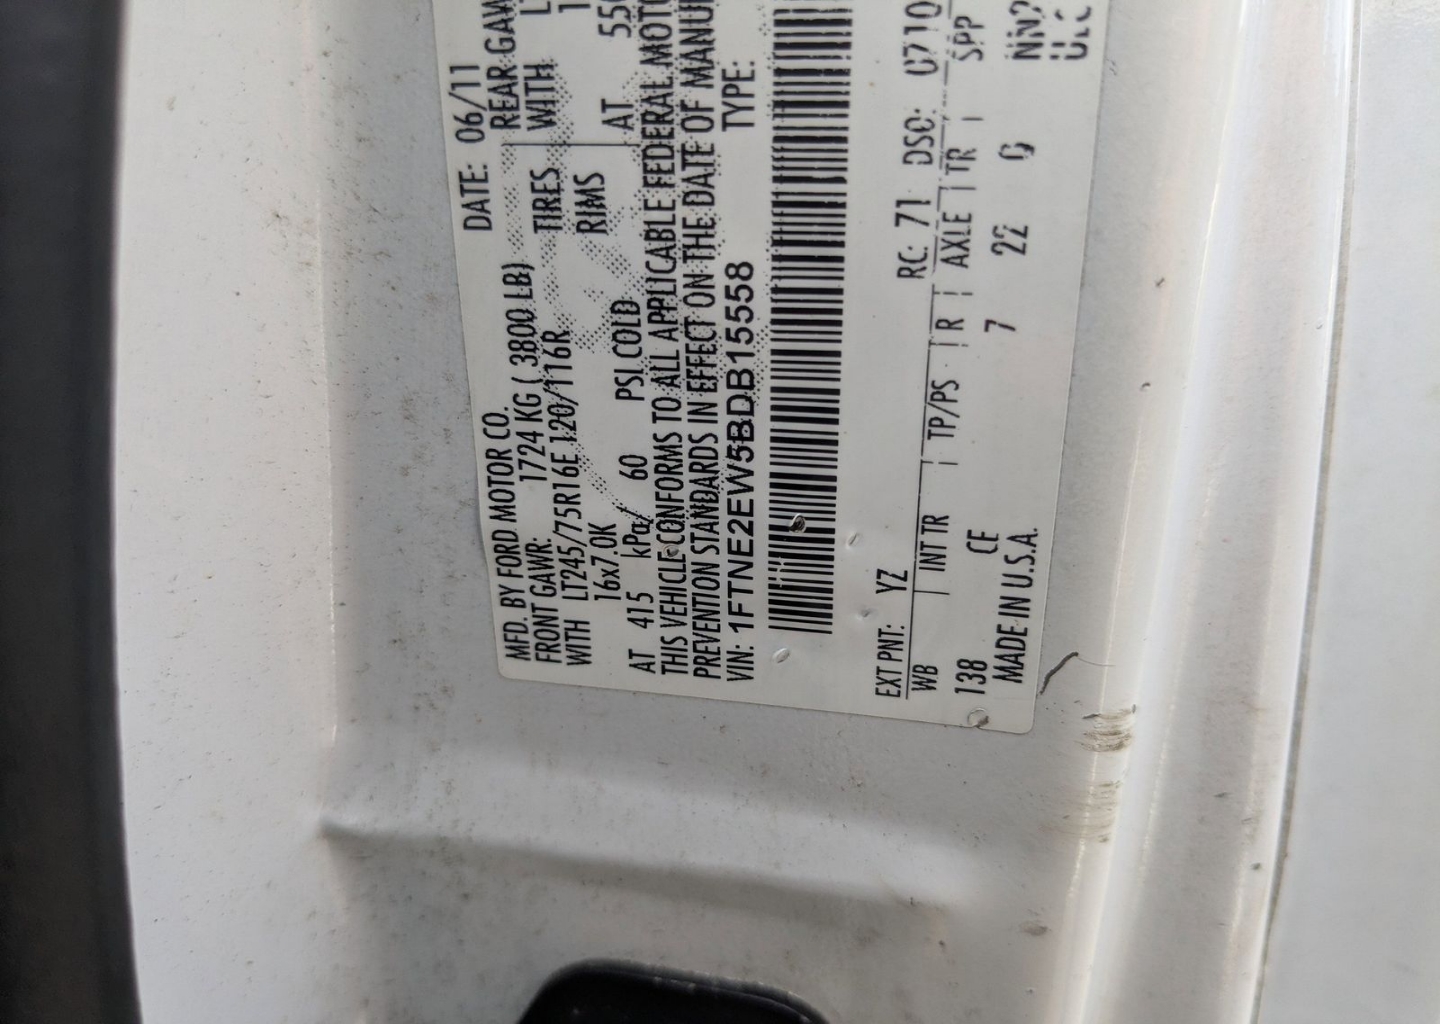 MFD. BY FORD MOTOR CO. DATE: 06/11
FRONT GAWR: 1724 KG ( 3800 LB) REAR GAW
WITH LT245/75R16E 120/116R TIRES WITH
16x7.0K RIMS
AT 415 kPa/ 60 PSI COLD AT 550
THIS VEHICLE CONFORMS TO ALL APPLICABLE FEDERAL MOTO
PREVENTION STANDARDS IN EFFECT ON THE DATE OF MANU
VIN: 1FTNE2EW5BDB15558 TYPE:
EXT PNT: YZ RC: 71 DSO: 0710
WB INT TR TP/PS R AXLE TR SPP
138 CE 7 22
MADE IN U.S.A.